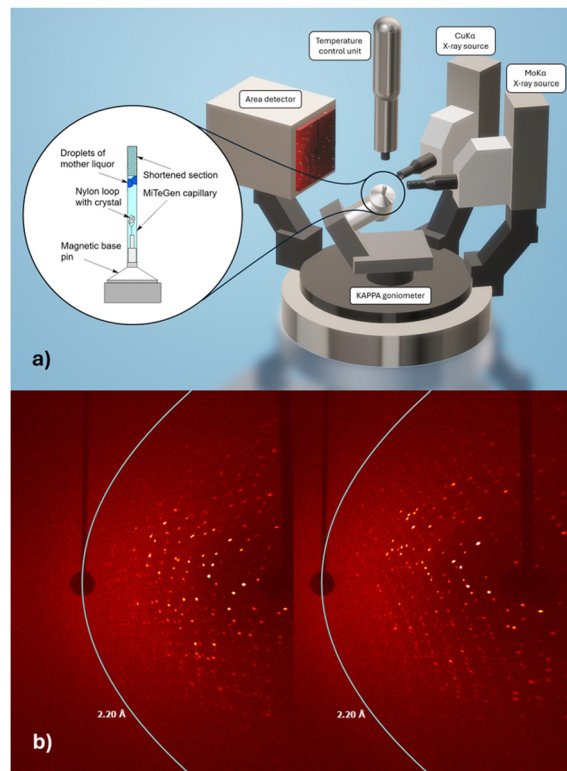 Temperature
control unit
CuKα
X-ray source
MoKα
X-ray source
Area detector
Droplets of
mother liquor
Shortened section
Nylon loop
with crystal
MiTeGen capillary
Magnetic base
pin
KAPPA goniometer
a)
2.20 Å
2.20 Å
b)